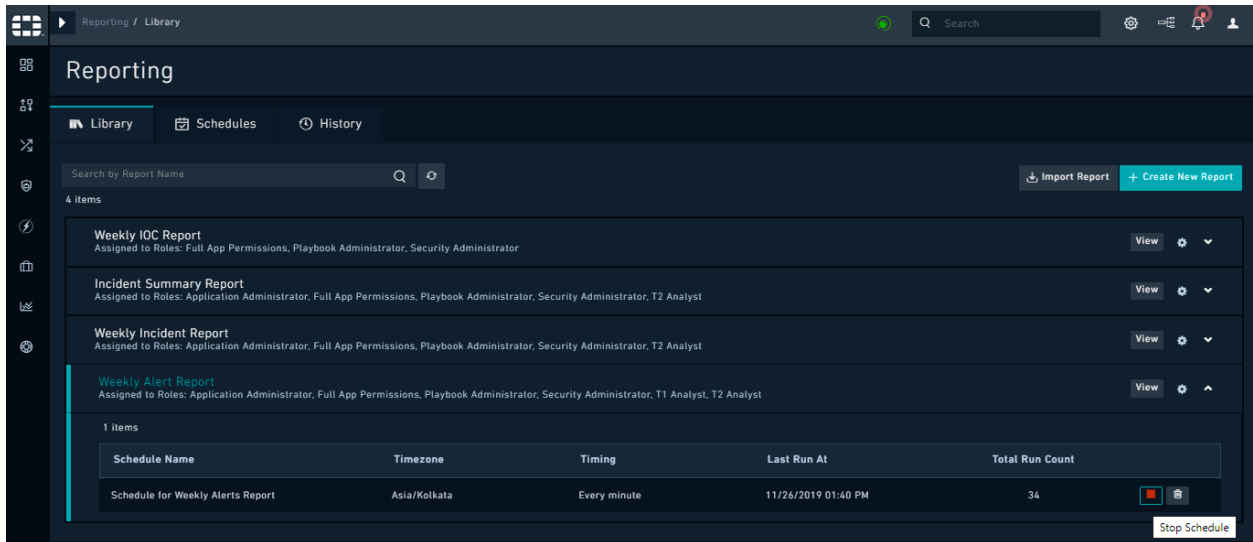 Reporting / Library
Search
Reporting
Library
Schedules
History
Search by Report Name
Import Report
+ Create New Report
4 items
Weekly IOC Report
View
Assigned to Roles: Full App Permissions, Playbook Administrator, Security Administrator
Incident Summary Report
View
Assigned to Roles: Application Administrator, Full App Permissions, Playbook Administrator, Security Administrator, T2 Analyst
Weekly Incident Report
View
Assigned to Roles: Application Administrator, Full App Permissions, Playbook Administrator, Security Administrator, T2 Analyst
Weekly Alert Report
View
Assigned to Roles: Application Administrator, Full App Permissions, Playbook Administrator, Security Administrator, T1 Analyst, T2 Analyst
1 items
Schedule Name Timezone Timing Last Run At Total Run Count
Schedule for Weekly Alerts Report Asia/Kolkata Every minute 11/26/2019 01:40 PM 34
Stop Schedule